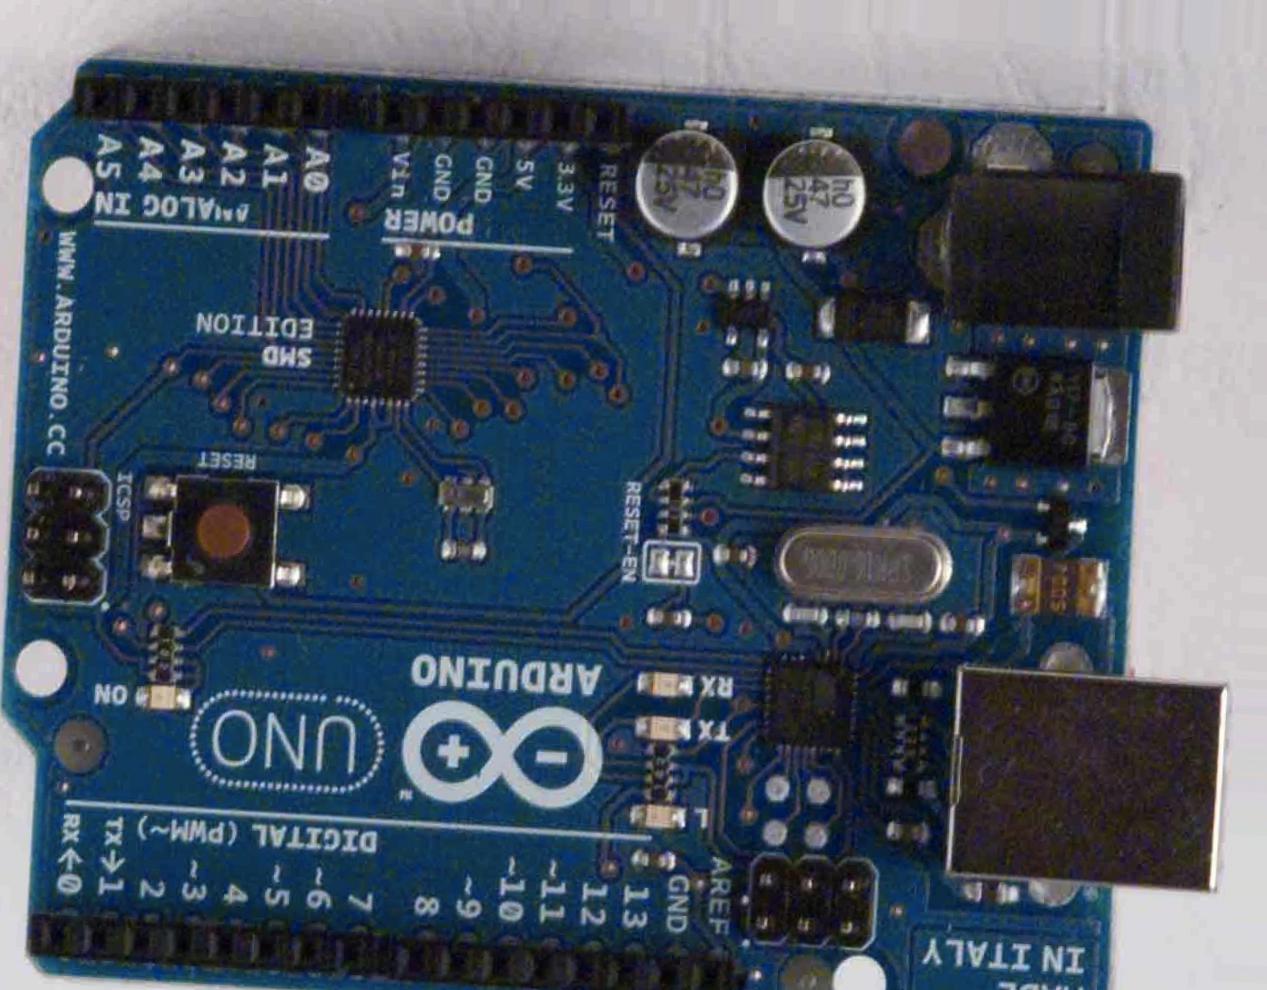 A5
A4
A3
A2
A1
A0
Vin
GND
GND
5V
3.3V
RESET
ANALOG IN
POWER
47
25V
h0
47
25V
WWW.ARDUINO.CC
SMD
EDITION
RESET
ICSP
RESET-EN
ARDUINO
ON
UNO
RX
TX
L
DIGITAL (PWM~)
RX←0
TX→1
2
~3
4
~5
~6
7
8
~9
~10
~11
12
13
GND
AREF
MADE
IN ITALY